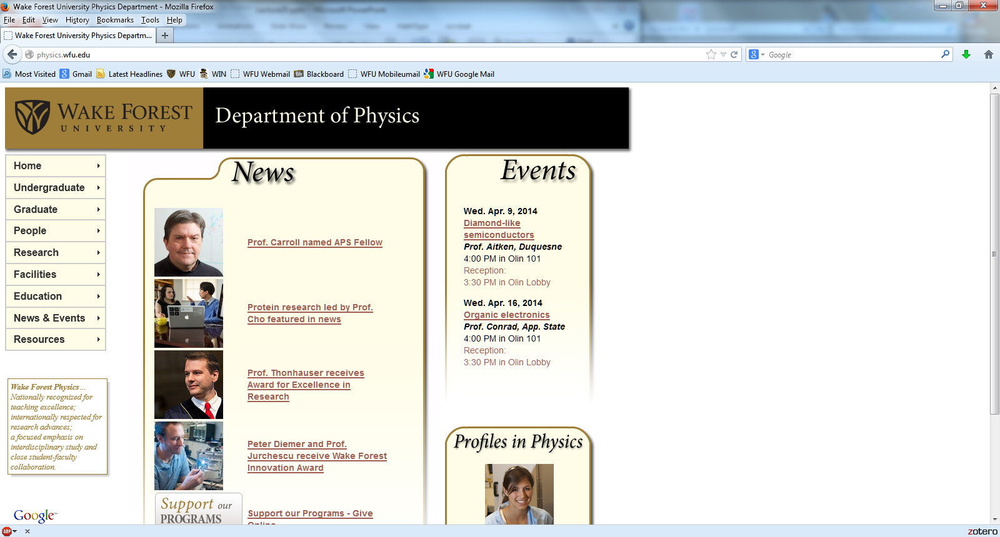 Wake Forest University Physics Department - Mozilla Firefox
File Edit View History Bookmarks Tools Help
Wake Forest University Physics Departm...
physics.wfu.edu
Google
Most Visited Gmail Latest Headlines WFU WIN WFU Webmail Blackboard WFU Mobileumail WFU Google Mail
WAKE FOREST
UNIVERSITY
Department of Physics
Home
Undergraduate
Graduate
People
Research
Facilities
Education
News & Events
Resources
Wake Forest Physics...
Nationally recognized for
teaching excellence;
internationally respected for
research advances;
a focused emphasis on
interdisciplinary study and
close student-faculty
collaboration.
Google
News
Prof. Carroll named APS Fellow
Protein research led by Prof.
Cho featured in news
Prof. Thonhauser receives
Award for Excellence in
Research
Peter Diemer and Prof.
Jurchescu receive Wake Forest
Innovation Award
Support our
PROGRAMS
Support our Programs - Give
Online
Events
Wed. Apr. 9, 2014
Diamond-like
semiconductors
Prof. Aitken, Duquesne
4:00 PM in Olin 101
Reception:
3:30 PM in Olin Lobby
Wed. Apr. 16, 2014
Organic electronics
Prof. Conrad, App. State
4:00 PM in Olin 101
Reception:
3:30 PM in Olin Lobby
Profiles in Physics
ABP
zotero